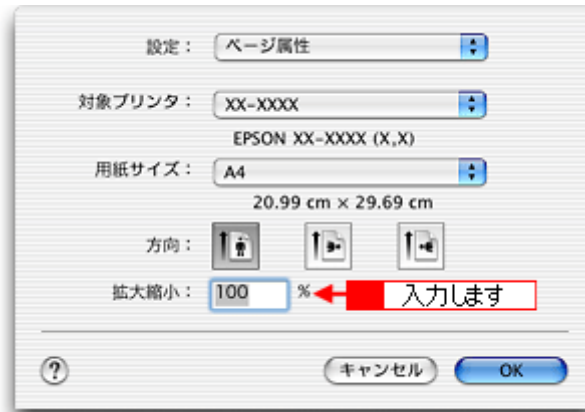 設定： ページ属性
対象プリンタ： XX-XXXX
EPSON XX-XXXX (X,X)
用紙サイズ： A4
20.99 cm × 29.69 cm
方向：
拡大縮小： 100 % 入力します
? キャンセル OK